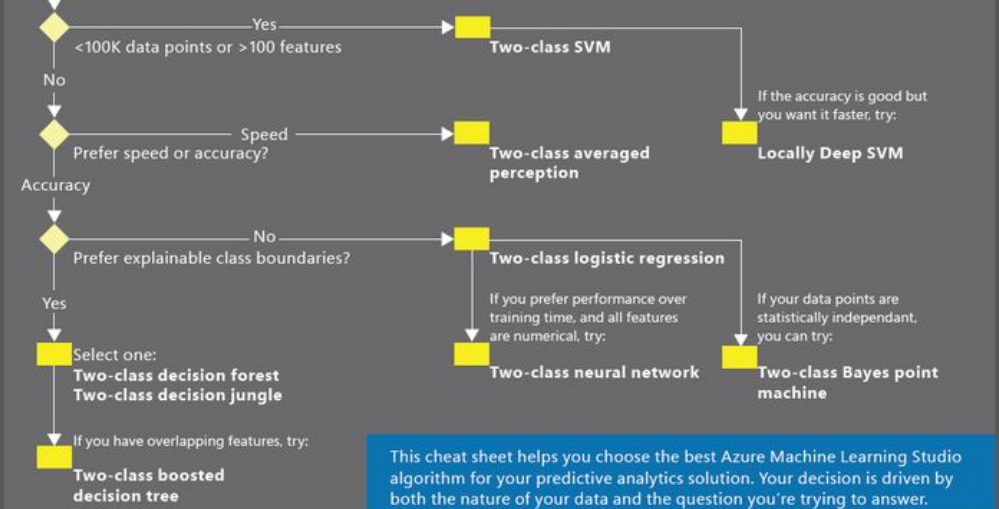 Yes
<100K data points or >100 features
Two-class SVM
No
If the accuracy is good but
you want it faster, try:
Locally Deep SVM
Speed
Prefer speed or accuracy?
Two-class averaged
perception
Accuracy
No
Prefer explainable class boundaries?
Two-class logistic regression
Yes
If you prefer performance over
training time, and all features
are numerical, try:
Two-class neural network
If your data points are
statistically independant,
you can try:
Two-class Bayes point
machine
Select one:
Two-class decision forest
Two-class decision jungle
If you have overlapping features, try:
Two-class boosted
decision tree
This cheat sheet helps you choose the best Azure Machine Learning Studio
algorithm for your predictive analytics solution. Your decision is driven by
both the nature of your data and the question you're trying to answer.